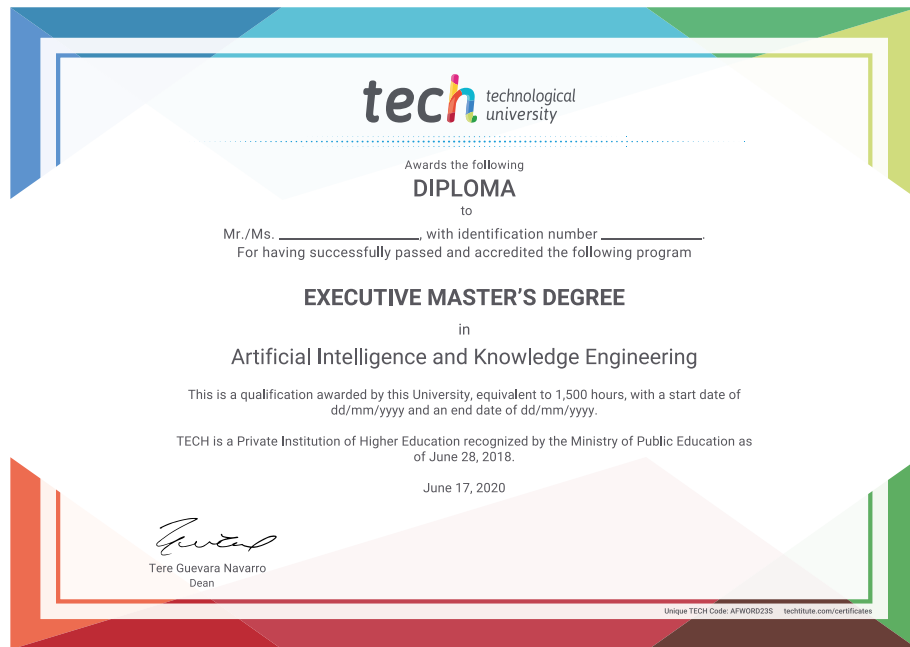 tech technological
university
Awards the following
DIPLOMA
to
Mr./Ms. ____________________, with identification number ______________.
For having successfully passed and accredited the following program
EXECUTIVE MASTER’S DEGREE
in
Artificial Intelligence and Knowledge Engineering
This is a qualification awarded by this University, equivalent to 1,500 hours, with a start date of
dd/mm/yyyy and an end date of dd/mm/yyyy.
TECH is a Private Institution of Higher Education recognized by the Ministry of Public Education as
of June 28, 2018.
June 17, 2020
Tere Guevara Navarro
Dean
Unique TECH Code: AFWORD23S techtitute.com/certificates